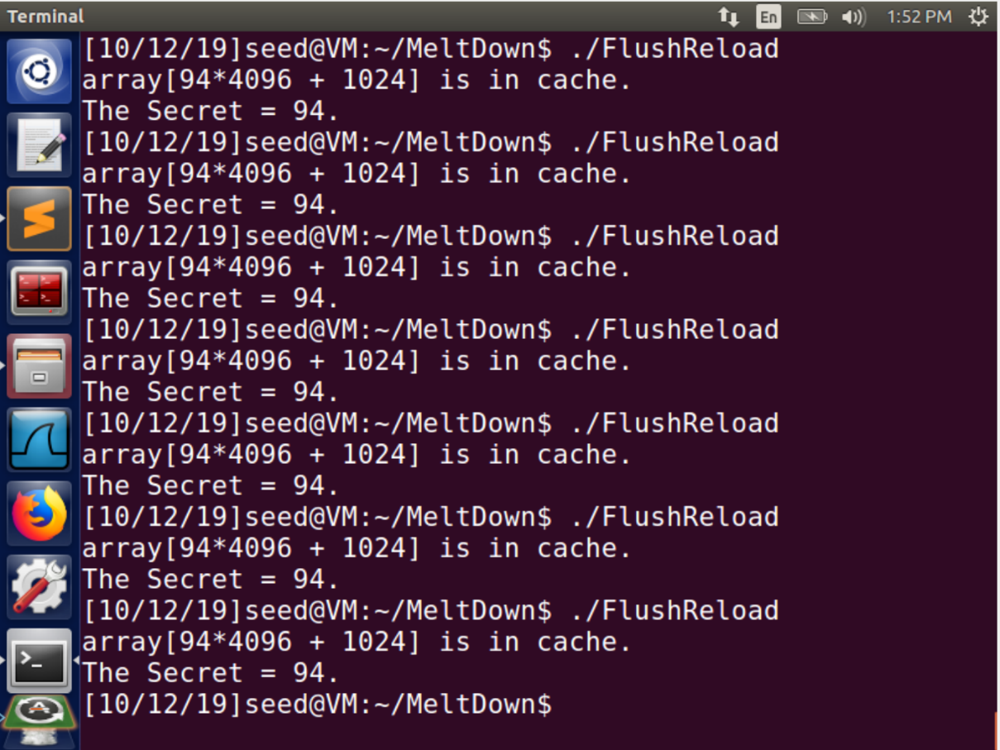 Terminal
En
1:52 PM
[10/12/19]seed@VM:~/MeltDown$ ./FlushReload
array[94*4096 + 1024] is in cache.
The Secret = 94.
[10/12/19]seed@VM:~/MeltDown$ ./FlushReload
array[94*4096 + 1024] is in cache.
The Secret = 94.
[10/12/19]seed@VM:~/MeltDown$ ./FlushReload
array[94*4096 + 1024] is in cache.
The Secret = 94.
[10/12/19]seed@VM:~/MeltDown$ ./FlushReload
array[94*4096 + 1024] is in cache.
The Secret = 94.
[10/12/19]seed@VM:~/MeltDown$ ./FlushReload
array[94*4096 + 1024] is in cache.
The Secret = 94.
[10/12/19]seed@VM:~/MeltDown$ ./FlushReload
array[94*4096 + 1024] is in cache.
The Secret = 94.
[10/12/19]seed@VM:~/MeltDown$ ./FlushReload
array[94*4096 + 1024] is in cache.
The Secret = 94.
[10/12/19]seed@VM:~/MeltDown$